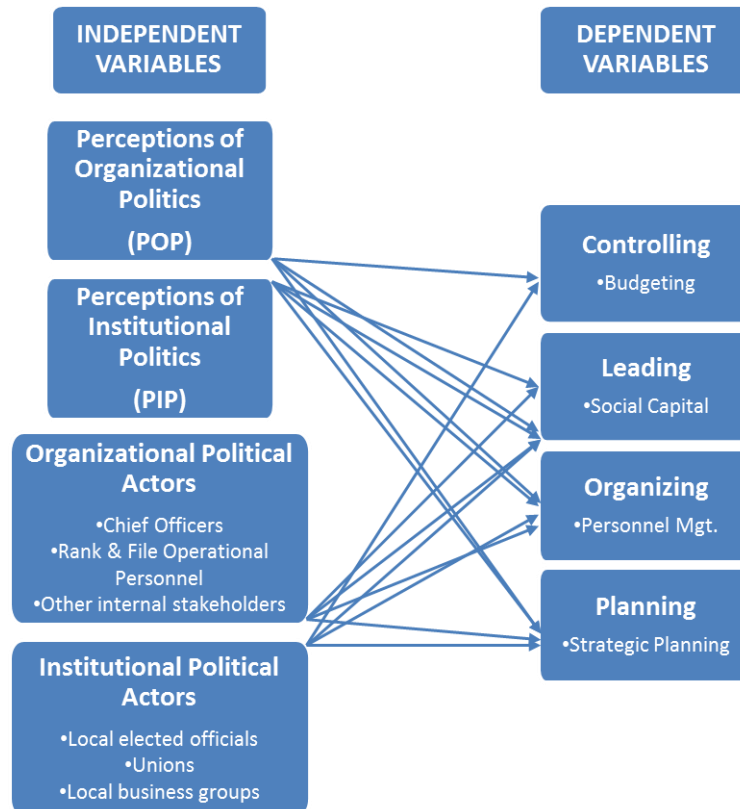 INDEPENDENT
VARIABLES
Perceptions of
Organizational
Politics
(POP)
Perceptions of
Institutional
Politics
(PIP)
Organizational Political
Actors
•Chief Officers
•Rank & File Operational
Personnel
•Other internal stakeholders
Institutional Political
Actors
•Local elected officials
•Unions
•Local business groups
DEPENDENT
VARIABLES
Controlling
•Budgeting
Leading
•Social Capital
Organizing
•Personnel Mgt.
Planning
•Strategic Planning